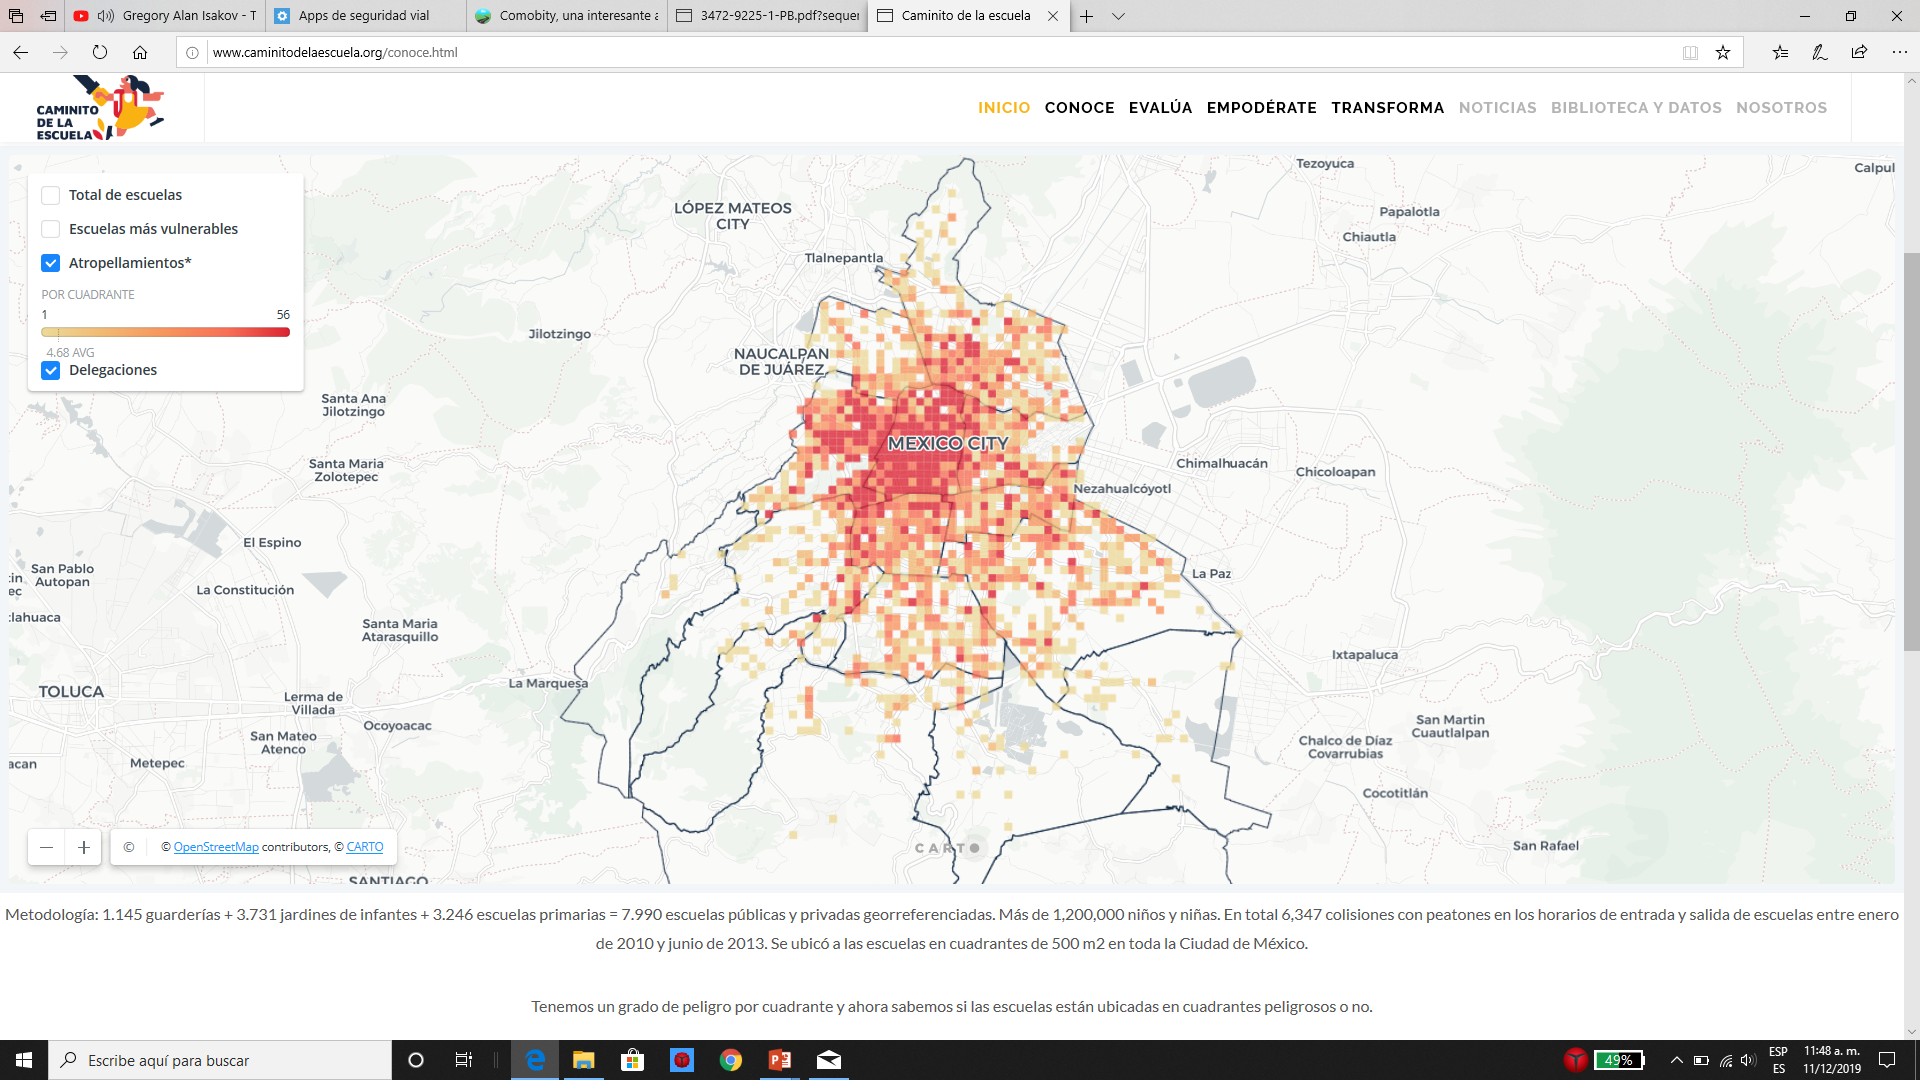 Gregory Alan Isakov - T
Apps de seguridad vial
Comobity, una interesante a
3472-9225-1-PB.pdf?sequer
Caminito de la escuela
www.caminitodelaescuela.org/conoce.html
CAMINITO
DE LA
ESCUELA
INICIO CONOCE EVALÚA EMPODÉRATE TRANSFORMA NOTICIAS BIBLIOTECA Y DATOS NOSOTROS
Total de escuelas
Escuelas más vulnerables
Atropellamientos*
POR CUADRANTE
1 56
4.68 AVG
Delegaciones
Tezoyuca
Calpul
LÓPEZ MATEOS
CITY
Papalotla
Chiautla
Tlalnepantla
Jilotzingo
NAUCALPAN
DE JUÁREZ
Santa Ana
Jilotzingo
MEXICO CITY
Santa Maria
Zolotepec
Chimalhuacán
Chicoloapan
Nezahualcóyotl
El Espino
San Pablo
Autopan
tin
ec
La Constitución
La Paz
tlahuaca
Santa Maria
Atarasquillo
Ixtapaluca
La Marquesa
TOLUCA
Lerma de
Villada
Ocoyoacac
San Martin
Cuautlalpan
San Mateo
Atenco
Chalco de Díaz
Covarrubias
acan
Metepec
Cocotitlán
San Rafael
CARTO
© © OpenStreetMap contributors, © CARTO
SANTIAGO
Metodología: 1.145 guarderías + 3.731 jardines de infantes + 3.246 escuelas primarias = 7.990 escuelas públicas y privadas georreferenciadas. Más de 1,200,000 niños y niñas. En total 6,347 colisiones con peatones en los horarios de entrada y salida de escuelas entre enero
de 2010 y junio de 2013. Se ubicó a las escuelas en cuadrantes de 500 m2 en toda la Ciudad de México.
Tenemos un grado de peligro por cuadrante y ahora sabemos si las escuelas están ubicadas en cuadrantes peligrosos o no.
Escribe aquí para buscar
49%
ESP
ES
11:48 a. m.
11/12/2019